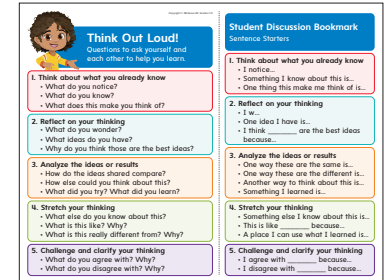 Think Out Loud!
Questions to ask yourself and
each other to help you learn.
1. Think about what you already know
• What do you notice?
• What do you know?
• What does this make you think of?
2. Reflect on your thinking
• What do you wonder?
• What ideas do you have?
• Why do you think those are the best ideas?
3. Analyze the ideas or results
• How do the ideas shared compare?
• How else could you think about this?
• What did you try? What did you learn?
4. Stretch your thinking
• What else do you know about this?
• What is this like? Why?
• What is this really different from? Why?
5. Challenge and clarify your thinking
• What do you agree with? Why?
• What do you disagree with? Why?
Student Discussion Bookmark
Sentence Starters
1. Think about what you already know
• I notice...
• Something I know about this is...
• One thing this make me think of is...
2. Reflect on your thinking
• I w...
• One idea I have is...
• I think ______ are the best ideas
because...
3. Analyze the ideas or results
• One way these are the same is...
• One way these are the different is...
• Another way to think about this is...
• Something I learned is...
4. Stretch your thinking
• Something else I know about this is...
• This is like ______ because...
• A place I can use what I learned is...
5. Challenge and clarify your thinking
• I agree with ______ because...
• I disagree with ______ because...